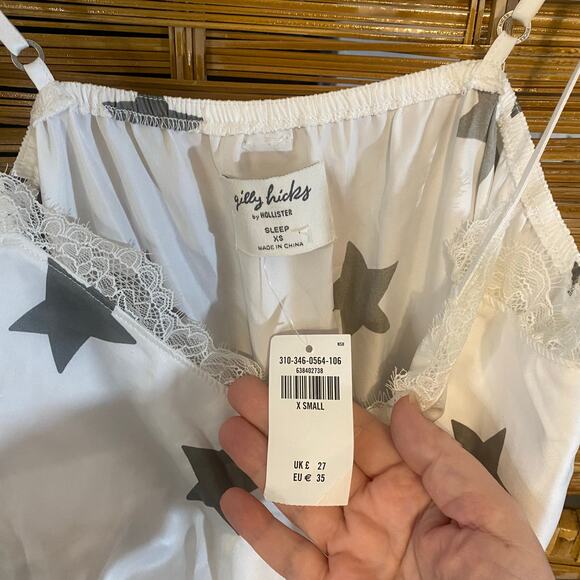 gilly hicks
by HOLLISTER
SLEEP
XS
MADE IN CHINA
NSB
310-346-0564-106
638402738
X SMALL
UK £ 27
EU € 35